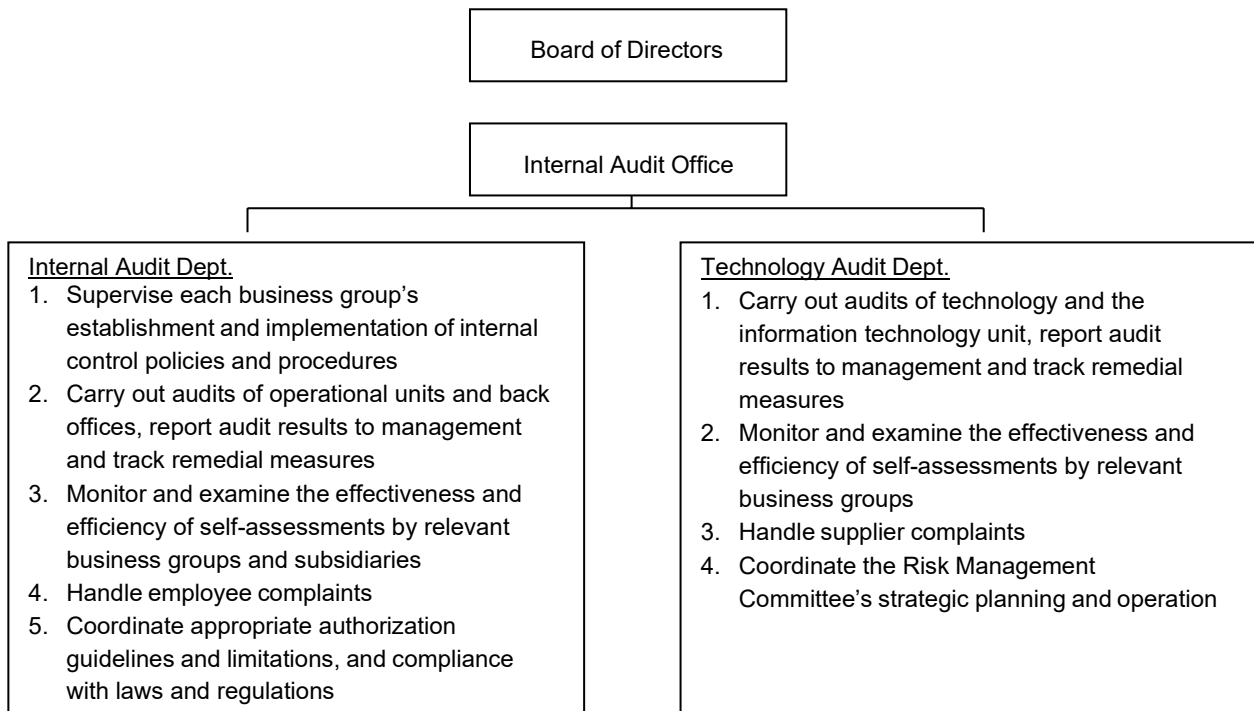 Board of Directors
Internal Audit Office
Internal Audit Dept.
1. Supervise each business group’s
establishment and implementation of internal
control policies and procedures
2. Carry out audits of operational units and back
offices, report audit results to management
and track remedial measures
3. Monitor and examine the effectiveness and
efficiency of self-assessments by relevant
business groups and subsidiaries
4. Handle employee complaints
5. Coordinate appropriate authorization
guidelines and limitations, and compliance
with laws and regulations
Technology Audit Dept.
1. Carry out audits of technology and the
information technology unit, report audit
results to management and track remedial
measures
2. Monitor and examine the effectiveness and
efficiency of self-assessments by relevant
business groups
3. Handle supplier complaints
4. Coordinate the Risk Management
Committee’s strategic planning and operation